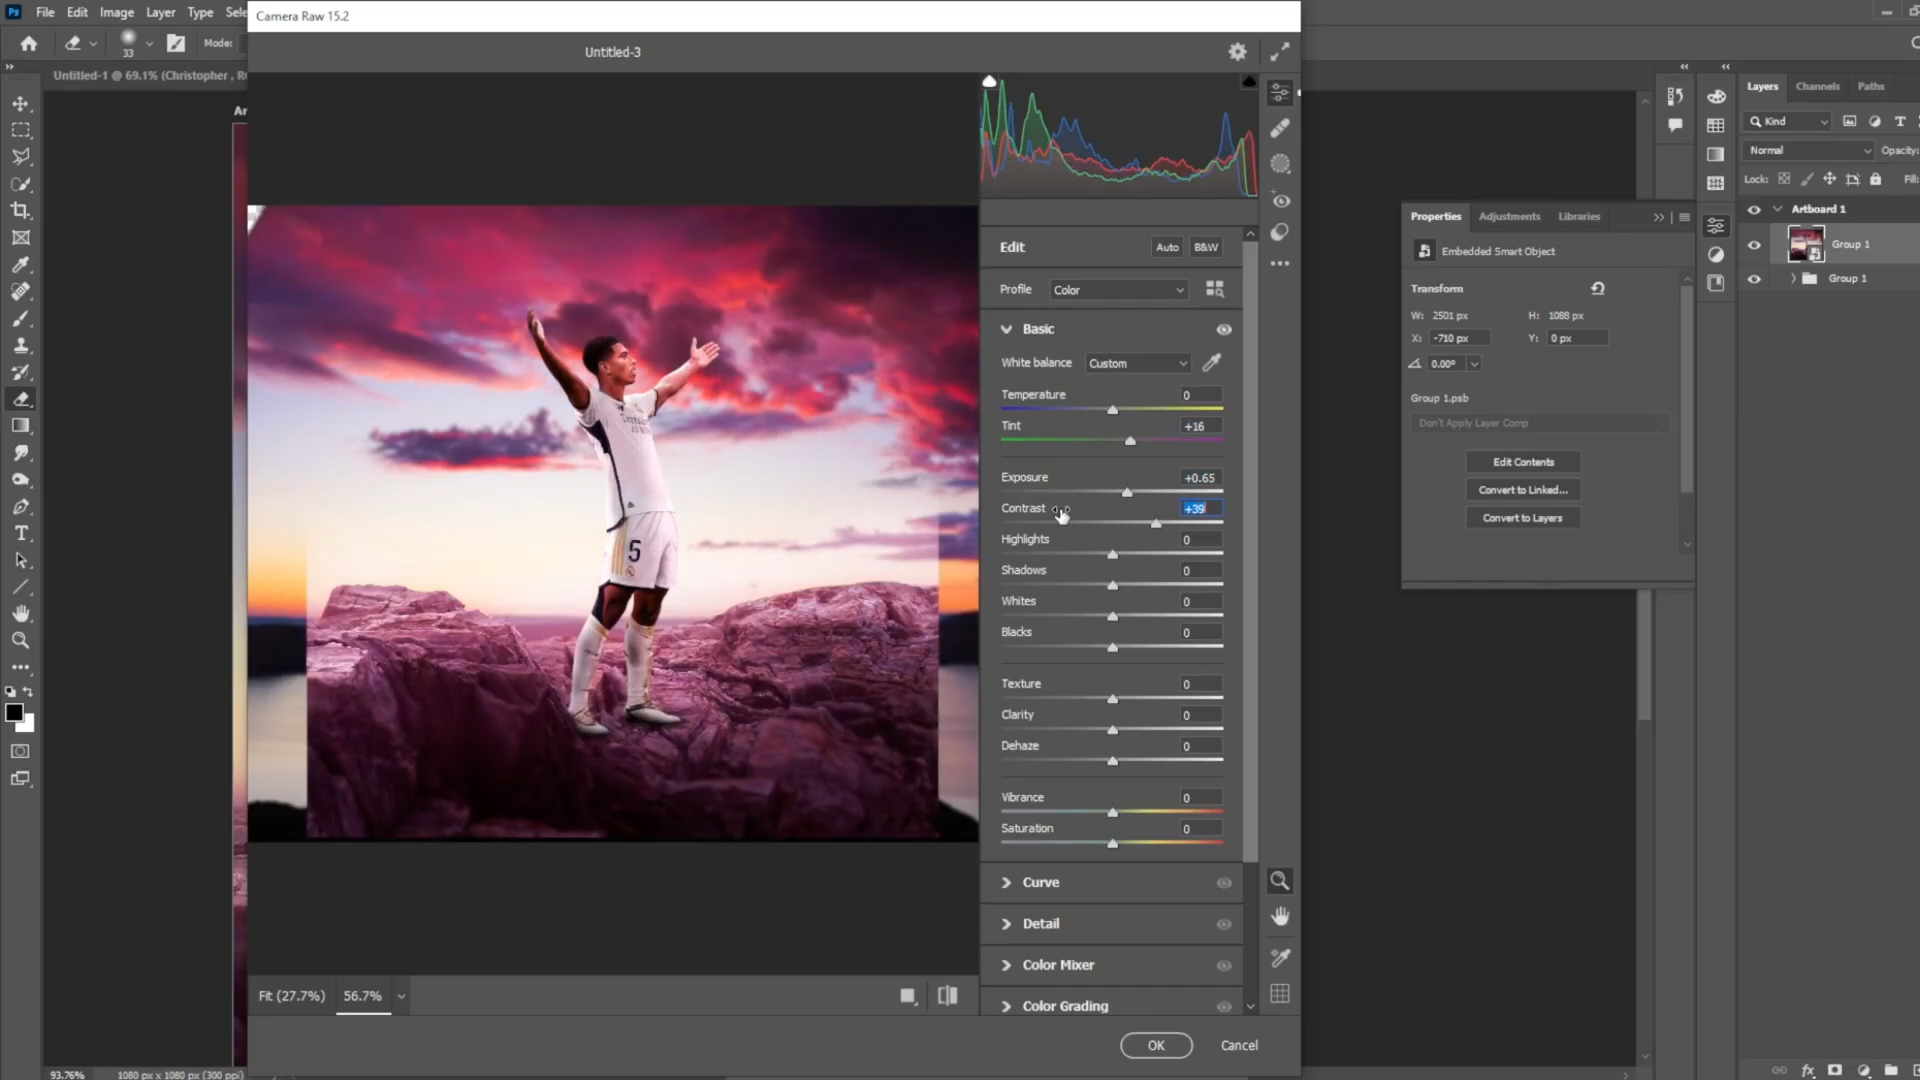 Ps File Edit Image Layer Type Sele
33 Mode:
Untitled-1 @ 69.1% (Christopher , R
Ar
Camera Raw 15.2
Untitled-3
Edit Auto B&W
Profile Color
Basic
White balance Custom
Temperature 0
Tint +16
Exposure +0.65
Contrast +39
Highlights 0
Shadows 0
Whites 0
Blacks 0
Texture 0
Clarity 0
Dehaze 0
Vibrance 0
Saturation 0
Curve
Detail
Color Mixer
Color Grading
5
Fit (27.7%) 56.7%
OK Cancel
93.76% 1080 px x 1080 px (300 ppi)
Properties Adjustments Libraries
Embedded Smart Object
Transform
W: 2501 px H: 1088 px
X: -710 px Y: 0 px
0.00°
Group 1.psb
Don't Apply Layer Comp
Edit Contents
Convert to Linked...
Convert to Layers
Layers Channels Paths
Kind
Normal Opacity:
Lock: Fill:
Artboard 1
Group 1
Group 1
fx